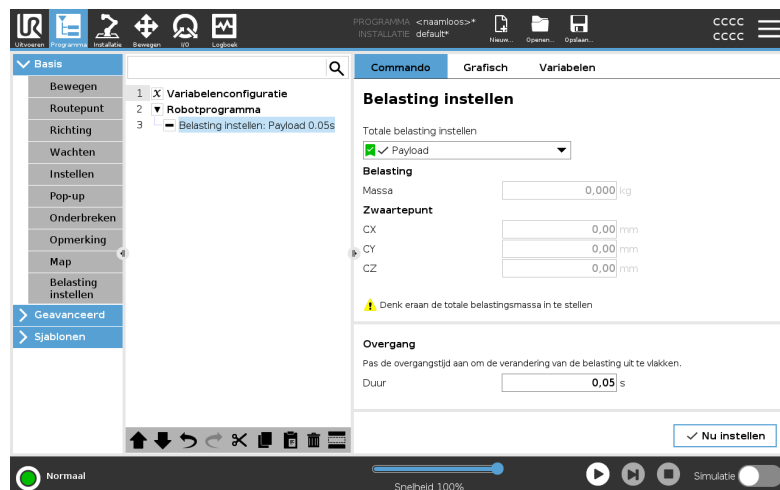 UR
Uitvoeren Programma Installatie Bewegen I/O Logboek
PROGRAMMA <naamloos>*
INSTALLATIE default*
Nieuw... Openen... Opslaan...
CCCC
CCCC
Basis
Bewegen
Routepunt
Richting
Wachten
Instellen
Pop-up
Onderbreken
Opmerking
Map
Belasting
instellen
Geavanceerd
Sjablonen
1 X Variabelenconfiguratie
2 Robotprogramma
3 Belasting instellen: Payload 0.05s
Commando Grafisch Variabelen
Belasting instellen
Totale belasting instellen
Payload
Belasting
Massa 0,000 kg
Zwaartepunt
CX 0,00 mm
CY 0,00 mm
CZ 0,00 mm
Denk eraan de totale belastingsmassa in te stellen
Overgang
Pas de overgangstijd aan om de verandering van de belasting uit te vlakken.
Duur 0,05 s
Nu instellen
Normaal
Snelheid 100%
Simulatie